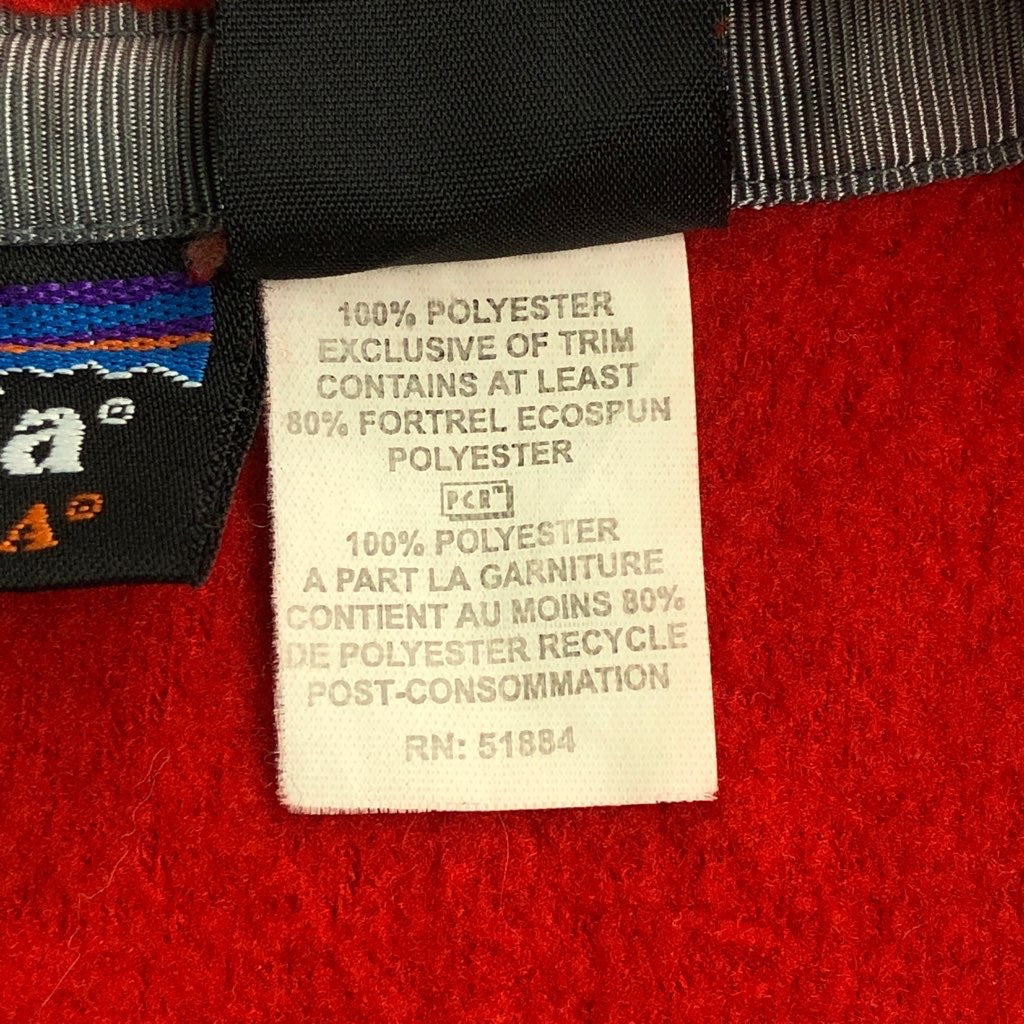 a®
A®
100% POLYESTER
EXCLUSIVE OF TRIM
CONTAINS AT LEAST
80% FORTREL ECOSPUN
POLYESTER
PCR™
100% POLYESTER
A PART LA GARNITURE
CONTIENT AU MOINS 80%
DE POLYESTER RECYCLE
POST-CONSOMMATION
RN: 51884